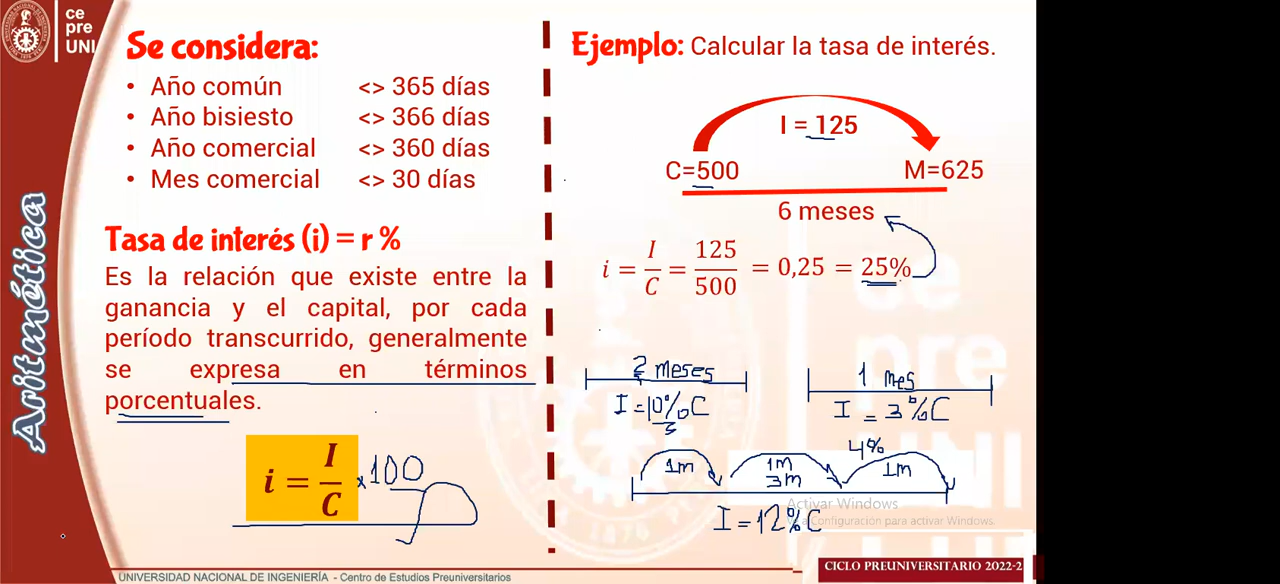 ce
pre
UNI
Aritmética
Se considera:
• Año común <> 365 días
• Año bisiesto <> 366 días
• Año comercial <> 360 días
• Mes comercial <> 30 días
Tasa de interés (i) = r %
Es la relación que existe entre la
ganancia y el capital, por cada
período transcurrido, generalmente
se expresa en términos
porcentuales.
i = I/C × 100
Ejemplo: Calcular la tasa de interés.
I = 125
C=500 M=625
6 meses
i = I/C = 125/500 = 0,25 = 25%
2 meses
I = 10% C
1 mes
I = 3% C
4%
1m 1m 1m
3m
I = 12% C
Activar Windows
a Configuración para activar Windows.
UNIVERSIDAD NACIONAL DE INGENIERÍA - Centro de Estudios Preuniversitarios
CICLO PREUNIVERSITARIO 2022-2